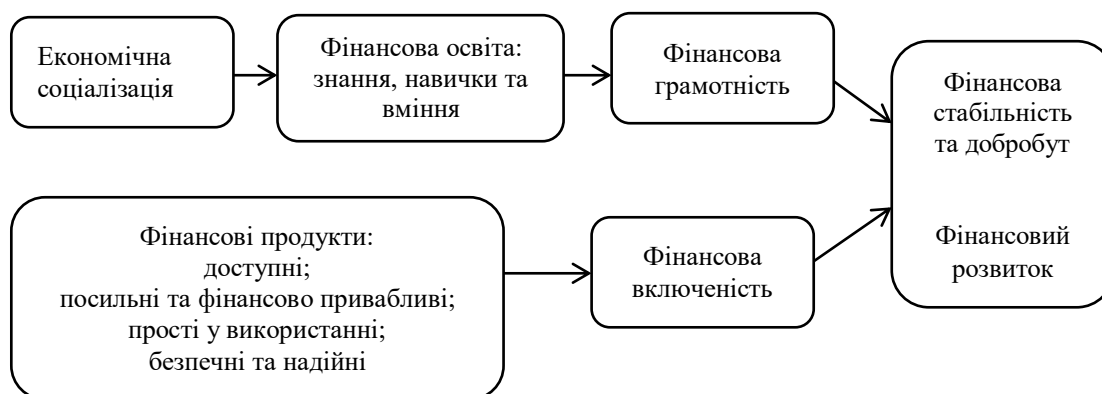 Економічна
соціалізація
Фінансова освіта:
знання, навички та
вміння
Фінансова
грамотність
Фінансова
стабільність
та добробут
Фінансовий
розвиток
Фінансові продукти:
доступні;
посильні та фінансово привабливі;
прості у використанні;
безпечні та надійні
Фінансова
включеність